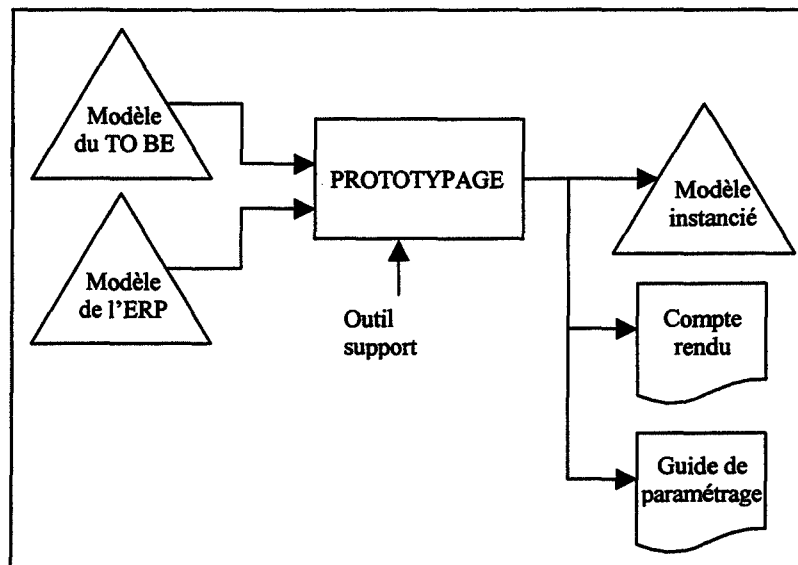 Modèle
du TO BE
PROTOTYPAGE
Modèle
instancié
Modèle
de l'ERP
Outil
support
Compte
rendu
Guide de
paramétrage